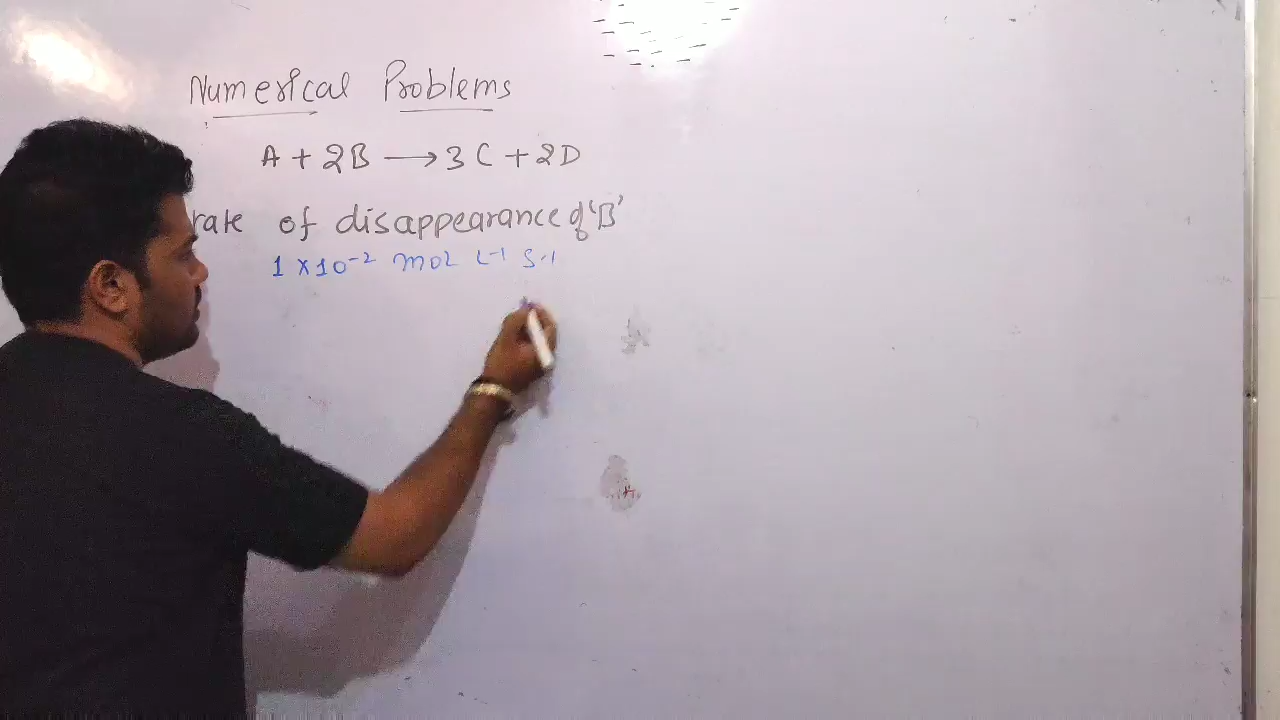 Numerical Problems
A + 2B ⟶ 3C + 2D
rate of disappearance of 'B'
1 × 10⁻² mol L⁻¹ S⁻¹